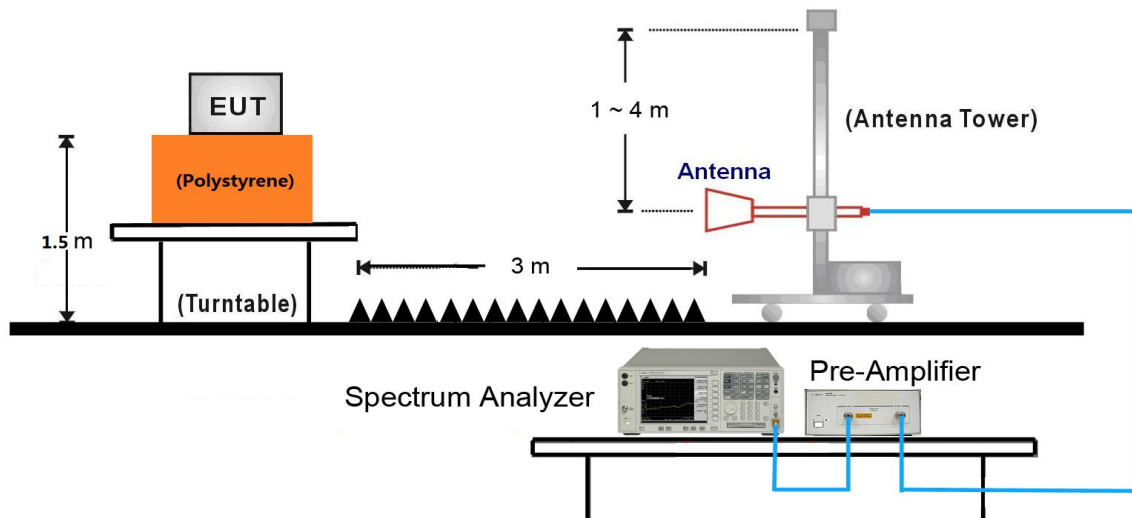 EUT
(Polystyrene)
1.5 m
(Turntable)
3 m
1 ~ 4 m
(Antenna Tower)
Antenna
Spectrum Analyzer
Pre-Amplifier